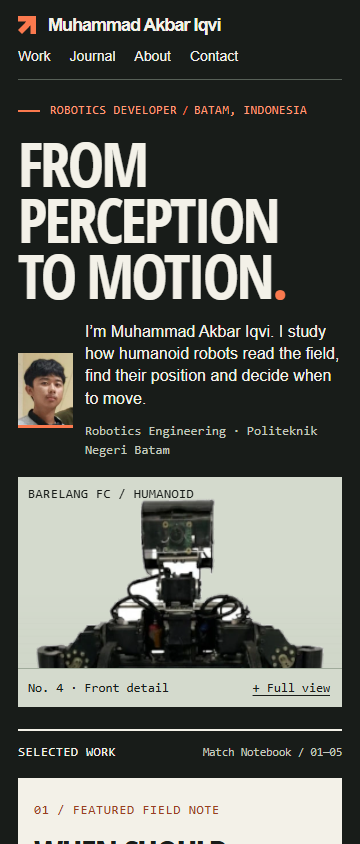 Muhammad Akbar Iqvi
Work Journal About Contact
ROBOTICS DEVELOPER / BATAM, INDONESIA
FROM
PERCEPTION
TO MOTION.
I’m Muhammad Akbar Iqvi. I study
how humanoid robots read the field,
find their position and decide when
to move.
Robotics Engineering · Politeknik
Negeri Batam
BARELANG FC / HUMANOID
No. 4 · Front detail + Full view
SELECTED WORK Match Notebook / 01—05
01 / FEATURED FIELD NOTE
WHEN SHOULD